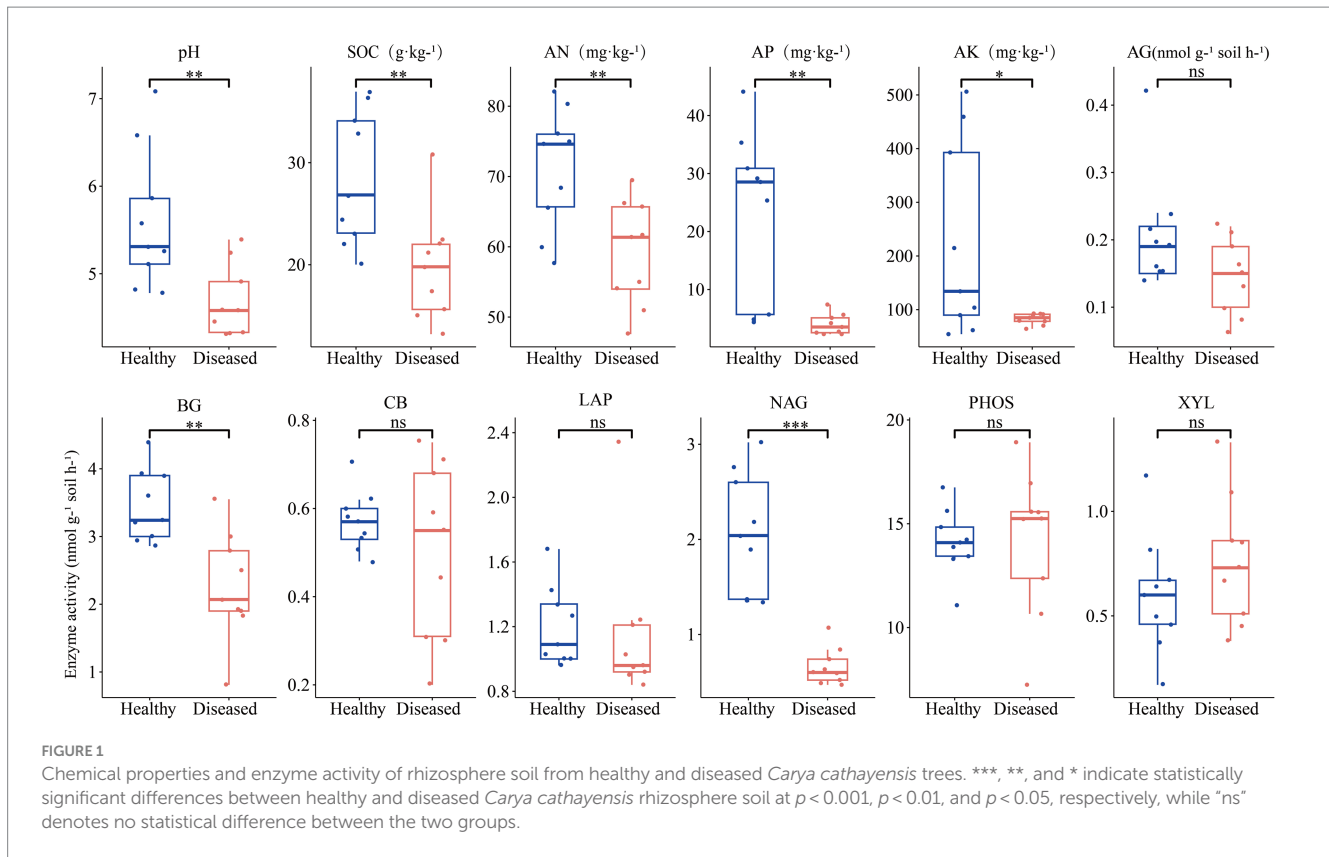 pH
SOC (g·kg-¹)
AN (mg·kg-¹)
AP (mg·kg-¹)
AK (mg·kg-¹)
AG(nmol g-¹ soil h-¹)
**
**
**
**
*
ns
7
6
5
30
20
80
70
60
50
40
30
20
10
500
400
300
200
100
0.4
0.3
0.2
0.1
Healthy Diseased
Healthy Diseased
Healthy Diseased
Healthy Diseased
Healthy Diseased
Healthy Diseased
BG
CB
LAP
NAG
PHOS
XYL
**
ns
ns
***
ns
ns
Enzyme activity (nmol g-¹ soil h-¹)
4
3
2
1
0.8
0.6
0.4
0.2
2.4
2.0
1.6
1.2
0.8
3
2
1
20
15
10
1.0
0.5
Healthy Diseased
Healthy Diseased
Healthy Diseased
Healthy Diseased
Healthy Diseased
Healthy Diseased
FIGURE 1
Chemical properties and enzyme activity of rhizosphere soil from healthy and diseased Carya cathayensis trees. ***, **, and * indicate statistically
significant differences between healthy and diseased Carya cathayensis rhizosphere soil at p < 0.001, p < 0.01, and p < 0.05, respectively, while "ns"
denotes no statistical difference between the two groups.